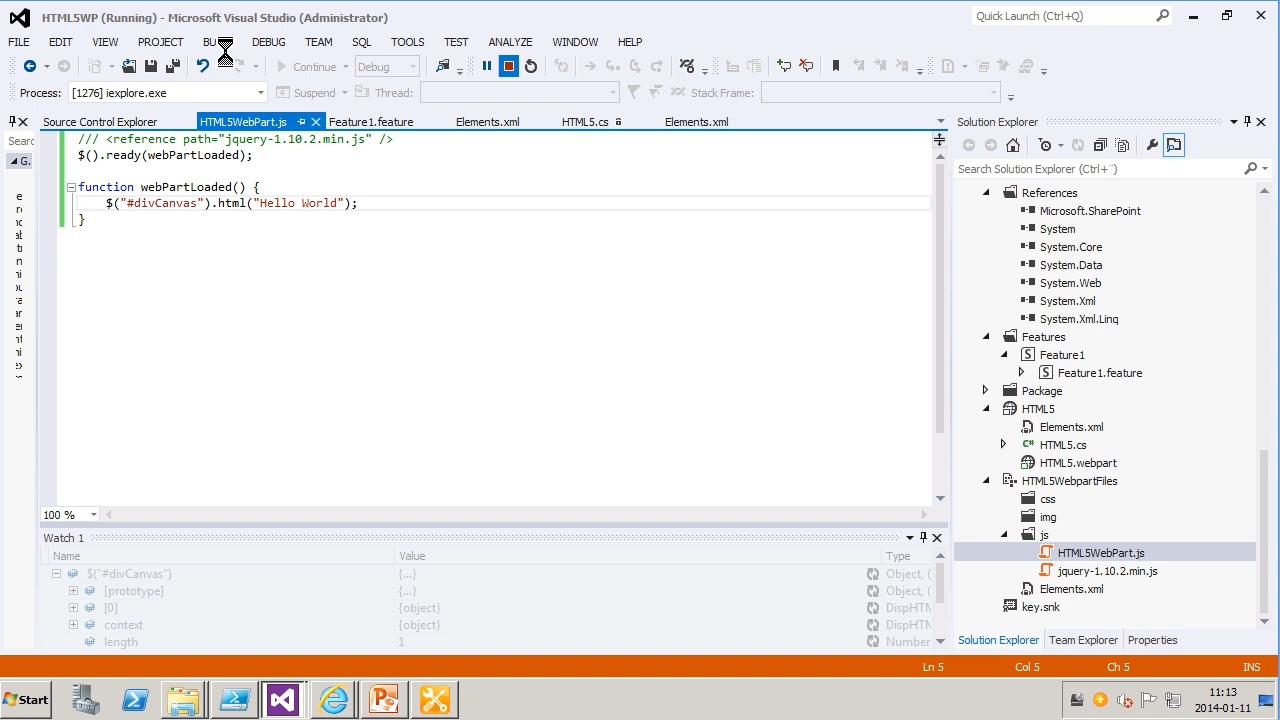 HTML5WP (Running) - Microsoft Visual Studio (Administrator)
Quick Launch (Ctrl+Q)
FILE EDIT VIEW PROJECT DEBUG TEAM SQL TOOLS TEST ANALYZE WINDOW HELP
Continue Debug
Process: [1276] iexplore.exe Suspend Thread: Stack Frame:
Source Control Explorer HTML5WebPart.js Feature1.feature Elements.xml HTML5.cs Elements.xml
/// <reference path="jquery-1.10.2.min.js" />
$().ready(webPartLoaded);
function webPartLoaded() {
$("#divCanvas").html("Hello World");
}
100 %
Watch 1
Name Value Type
$("#divCanvas") {...} Object, (
[prototype] {...} Object, (
[0] {object} DispHTM
context {object} DispHTM
length 1 Number
Solution Explorer
Search Solution Explorer (Ctrl+¨)
References
Microsoft.SharePoint
System
System.Core
System.Data
System.Web
System.Xml
System.Xml.Linq
Features
Feature1
Feature1.feature
Package
HTML5
Elements.xml
HTML5.cs
HTML5.webpart
HTML5WebpartFiles
css
img
js
HTML5WebPart.js
jquery-1.10.2.min.js
Elements.xml
key.snk
Solution Explorer Team Explorer Properties
Ln 5 Col 5 Ch 5 INS
Start
11:13
2014-01-11